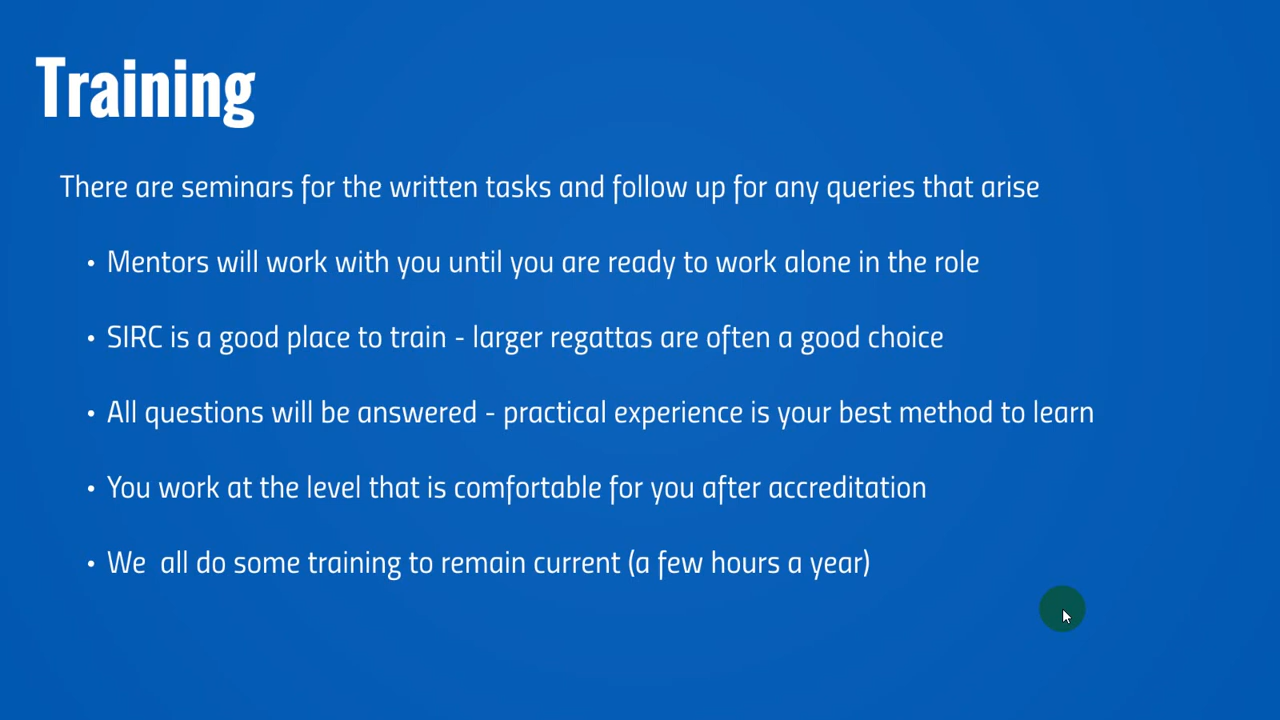 Training
There are seminars for the written tasks and follow up for any queries that arise
• Mentors will work with you until you are ready to work alone in the role
• SIRC is a good place to train - larger regattas are often a good choice
• All questions will be answered - practical experience is your best method to learn
• You work at the level that is comfortable for you after accreditation
• We  all do some training to remain current (a few hours a year)